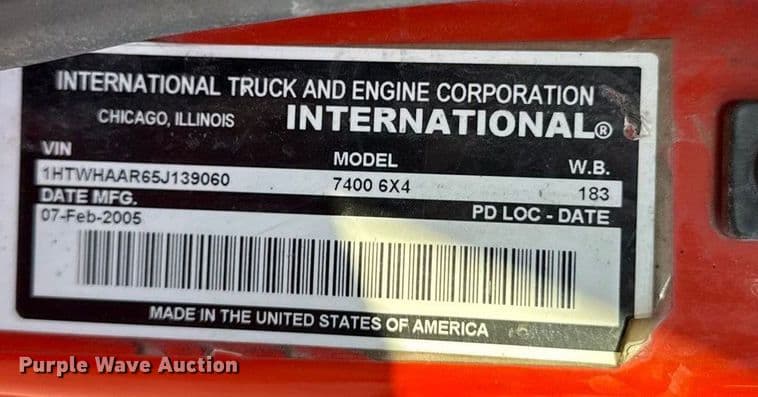 INTERNATIONAL TRUCK AND ENGINE CORPORATION
CHICAGO, ILLINOIS INTERNATIONAL®
VIN MODEL W.B.
1HTWHAAR65J139060 7400 6X4 183
DATE MFG. PD LOC - DATE
07-Feb-2005
MADE IN THE UNITED STATES OF AMERICA
Purple Wave Auction